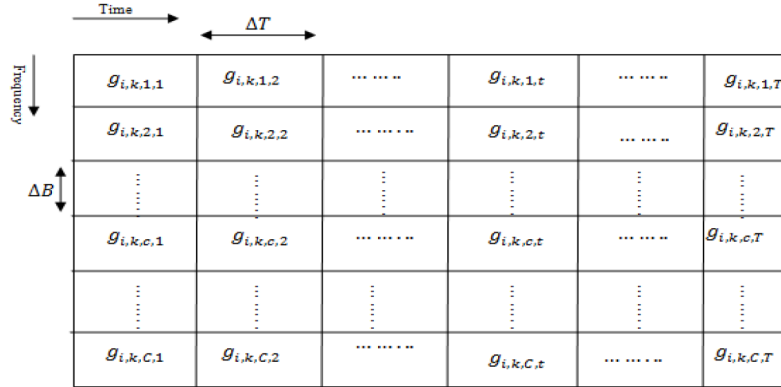 Time
ΔT
Frequency
g_{i,k,1,1} g_{i,k,1,2} … … .. g_{i,k,1,t} … … .. g_{i,k,1,T}
g_{i,k,2,1} g_{i,k,2,2} … … . .. g_{i,k,2,t} … … .. g_{i,k,2,T}
ΔB
g_{i,k,c,1} g_{i,k,c,2} … … . .. g_{i,k,c,t} … … .. g_{i,k,c,T}
g_{i,k,C,1} g_{i,k,C,2} … … . .. g_{i,k,C,t} … … .. g_{i,k,C,T}